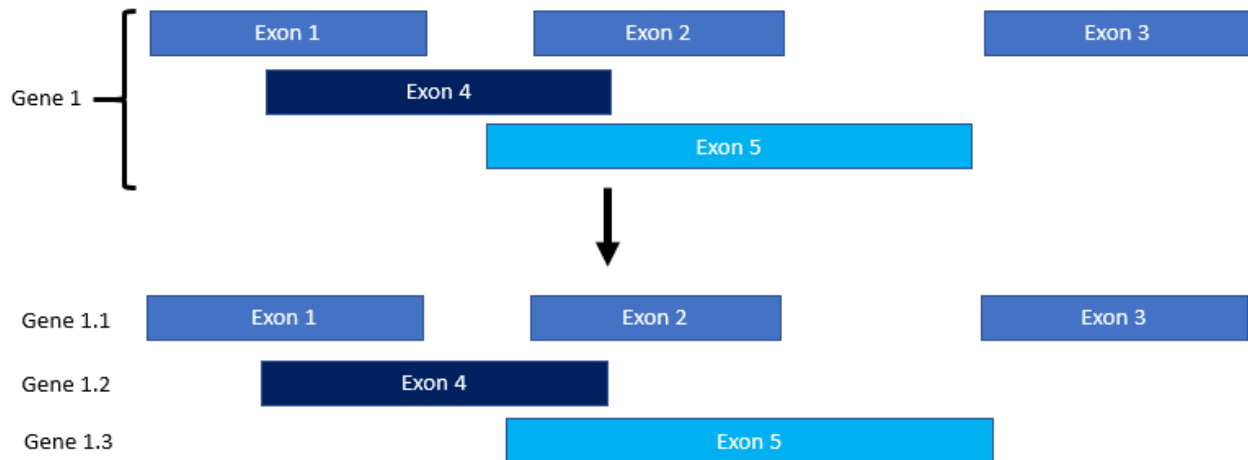 Exon 1 Exon 2 Exon 3
Gene 1 Exon 4
Exon 5
Gene 1.1 Exon 1 Exon 2 Exon 3
Gene 1.2 Exon 4
Gene 1.3 Exon 5